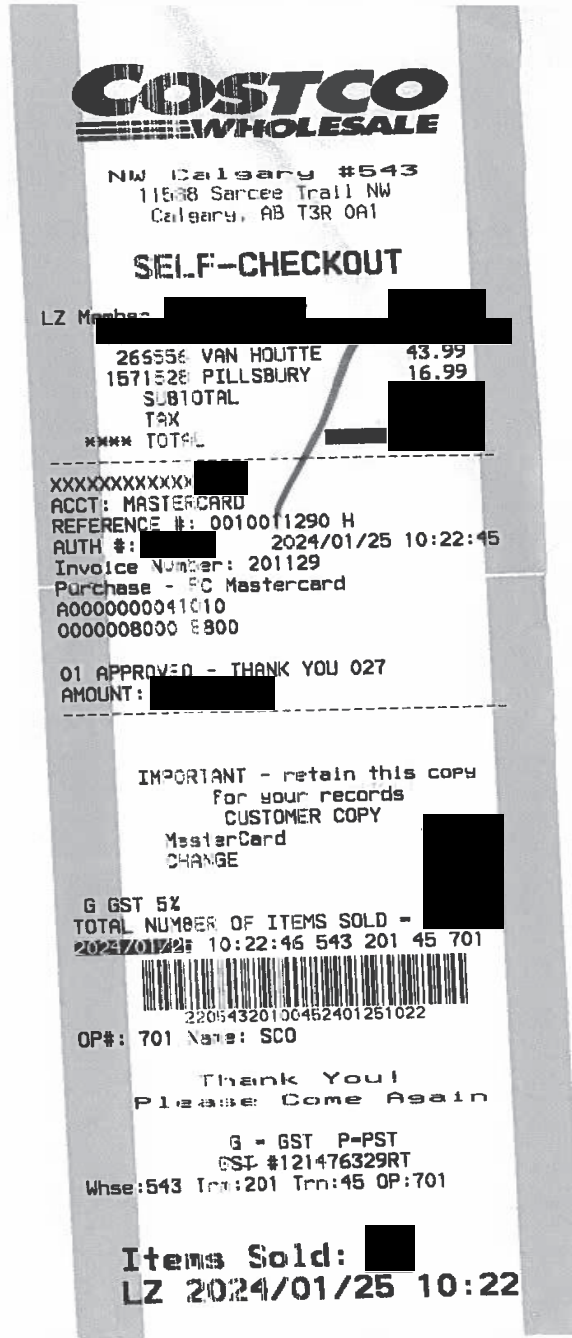 COSTCO
WHOLESALE
NW Calgary #543
Sarcee Trail NW
Calgary, AB T3R 0A1
SELF-CHECKOUT
LZ Member
VAN HOUTTE 43.99
1571528 PILLSBURY 16.99
SUBTOTAL
TAX
**** TOTAL
XXXXXXXXXXXX
ACCT: MASTERCARD
REFERENCE #: 0010011290 H
AUTH #: 2024/01/25 10:22:45
Invoice Number: 201129
Purchase - PC Mastercard
A0000000041010
0000008000 8800
01 APPROVED - THANK YOU 027
AMOUNT:
IMPORTANT - retain this copy
for your records
CUSTOMER COPY
MasterCard
CHANGE
G GST 5%
TOTAL NUMBER OF ITEMS SOLD =
2024/01/25 10:22:46 543 201 45 701
22054320100452401251022
OP#: 701 Name: SCO
Thank You!
Please Come Again
G = GST P=PST
GST #121476329RT
Whse:543 Trm:201 Trn:45 OP:701
Items Sold:
LZ 2024/01/25 10:22